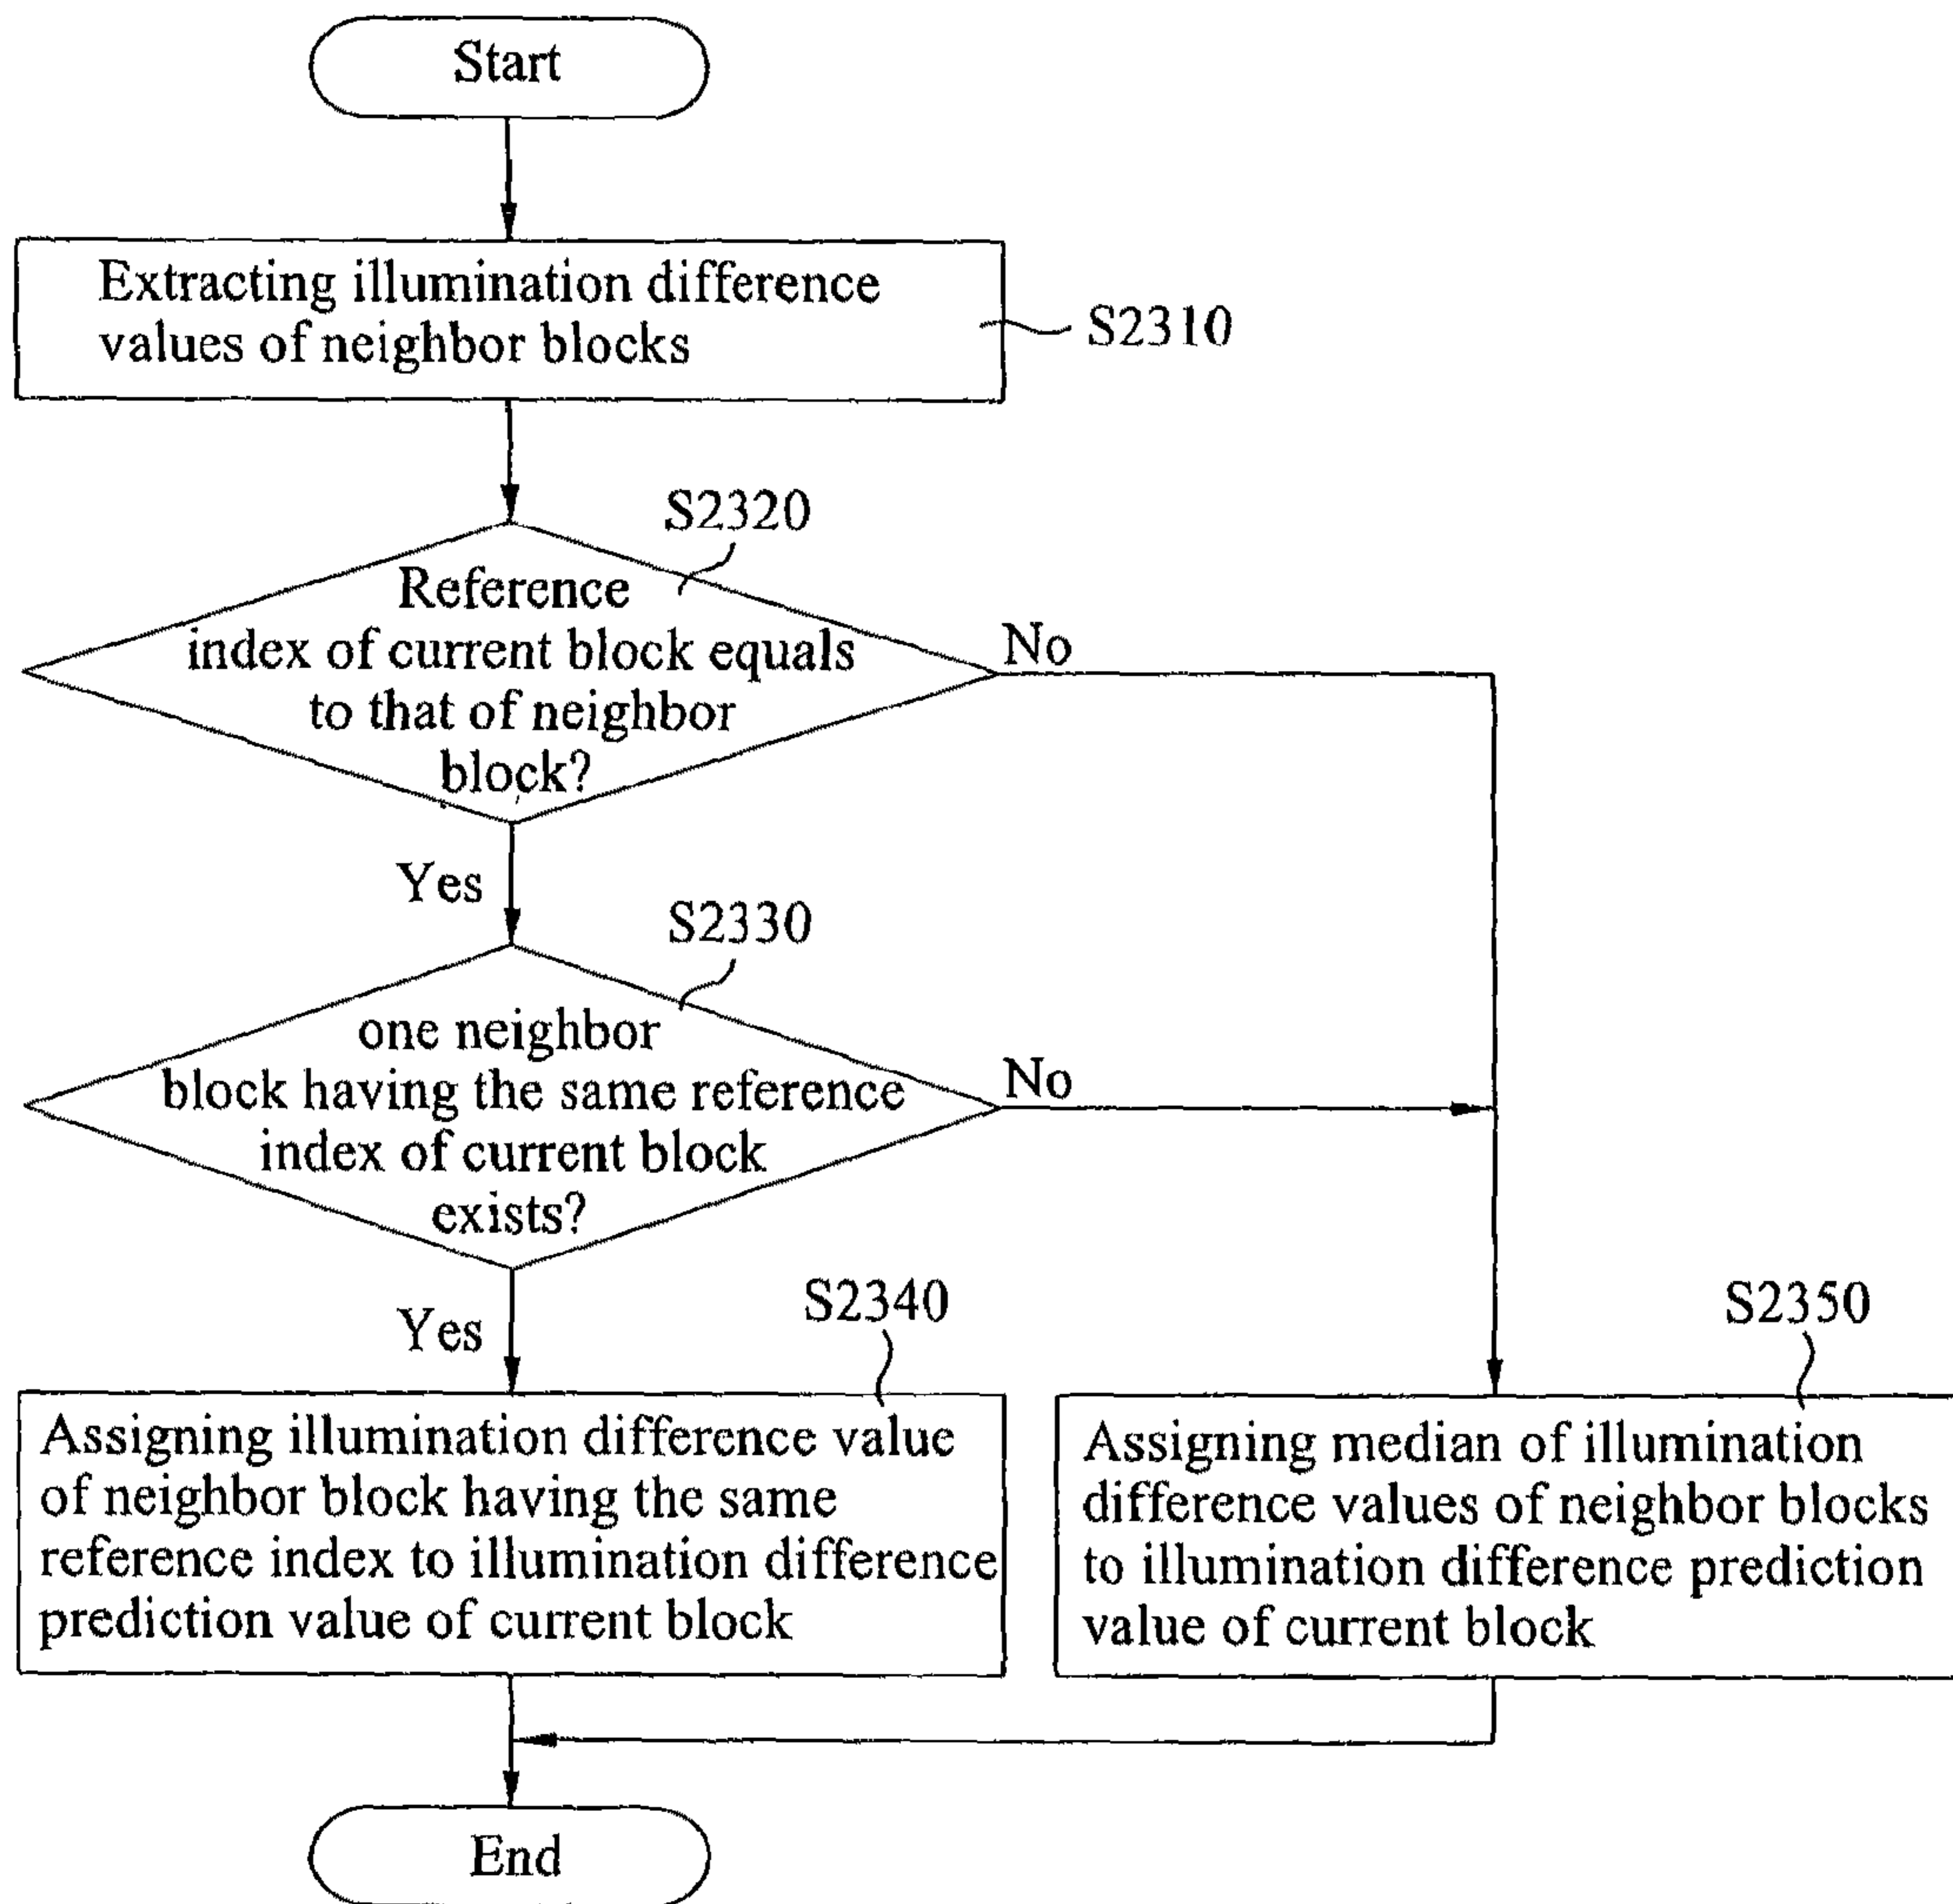 Start
Extracting illumination difference
values of neighbor blocks
S2310
S2320
Reference
index of current block equals
to that of neighbor
block?
No
Yes
S2330
one neighbor
block having the same reference
index of current block
exists?
No
Yes
S2340
Assigning illumination difference value
of neighbor block having the same
reference index to illumination difference
prediction value of current block
S2350
Assigning median of illumination
difference values of neighbor blocks
to illumination difference prediction
value of current block
End